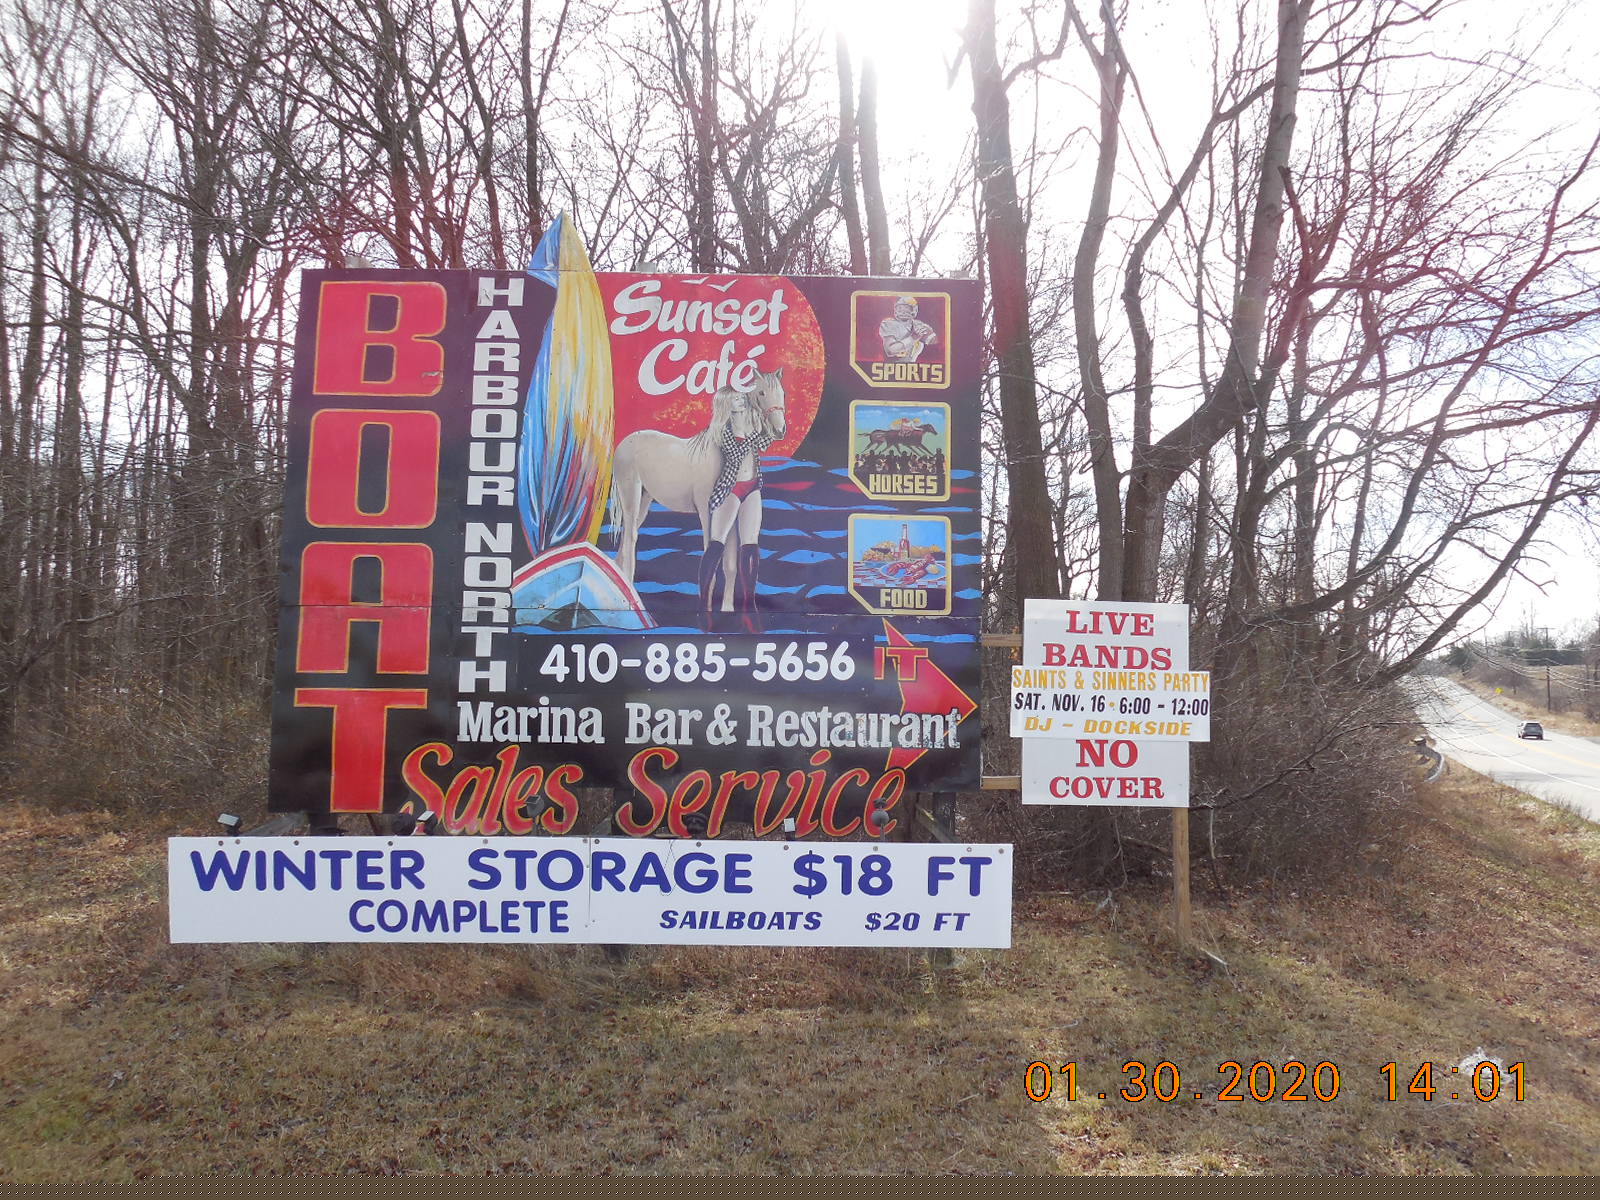 BOAT
HARBOUR NORTH
Sunset
Café
SPORTS
HORSES
FOOD
410-885-5656
IT
Marina Bar & Restaurant
Sales Service
WINTER STORAGE $18 FT
COMPLETE SAILBOATS $20 FT
LIVE
BANDS
SAINTS & SINNERS PARTY
SAT. NOV. 16 • 6:00 - 12:00
DJ - DOCKSIDE
NO
COVER
01.30.2020 14:01